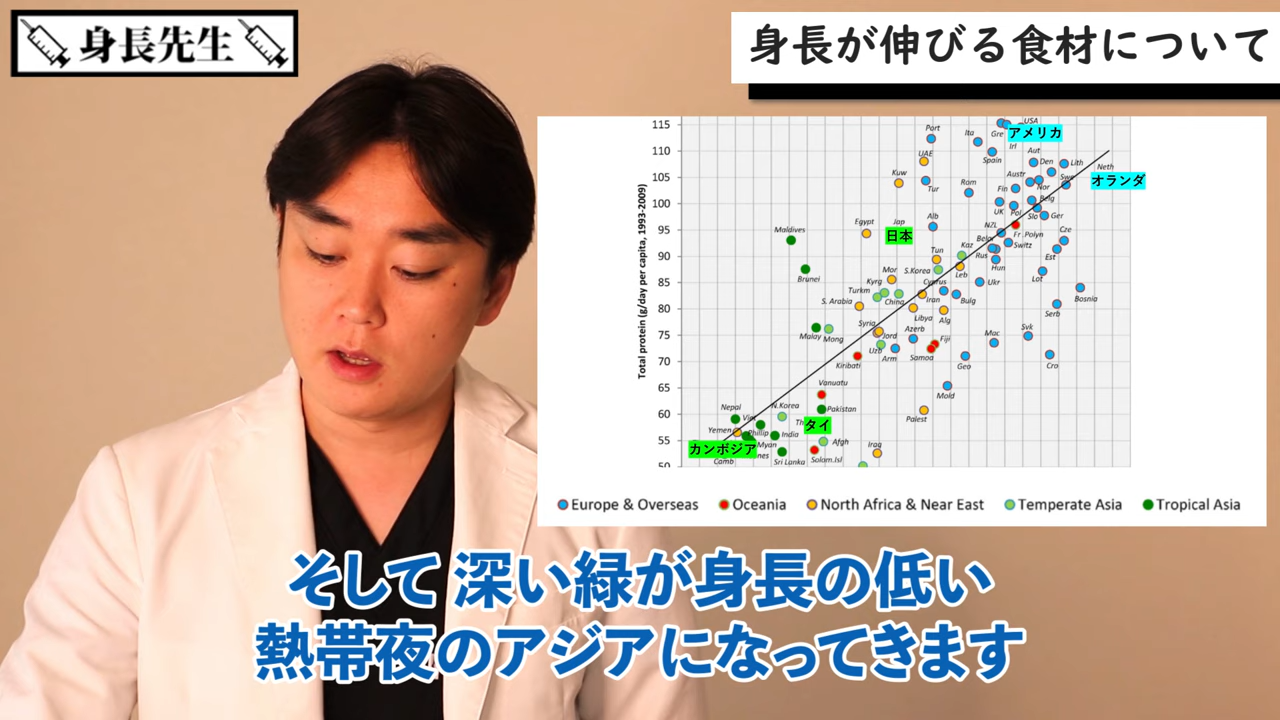 身長先生
身長が伸びる食材について
Total protein (g/day per capita, 1993-2009)
115
110
105
100
95
90
85
80
75
70
65
60
55
50
USA
アメリカ
Port
Ita
Gre
Irl
UAE
Spain
Aut
Den
Lith
Neth
オランダ
Kuw
Tur
Rom
Fin
Austr
Nor
Swe
Belg
UK
Pol
Slo
Ger
Egypt
Jap
日本
Alb
NZL
Fr
Polyn
Cze
Maldives
Tun
Kaz
Rus
Switz
Est
Brunei
Mor
S.Korea
Leb
Hun
Lot
Kyrg
Cyprus
Ukr
Turkm
China
Iran
Bulg
Bosnia
S. Arabia
Libya
Alg
Serb
Syria
Malay
Mong
Jord
Azerb
Mac
Svk
Uzb
Arm
Samoa
Fiji
Kiribati
Geo
Cro
Vanuatu
Mold
Nepal
N.Korea
Pakistan
Palest
Yemen
Phillip
India
タイ
カンボジア
Myan
Afgh
Iraq
Camb
Sri Lanka
Solom.Isl
Europe & Overseas
Oceania
North Africa & Near East
Temperate Asia
Tropical Asia
そして 深い緑が身長の低い
熱帯夜のアジアになってきます